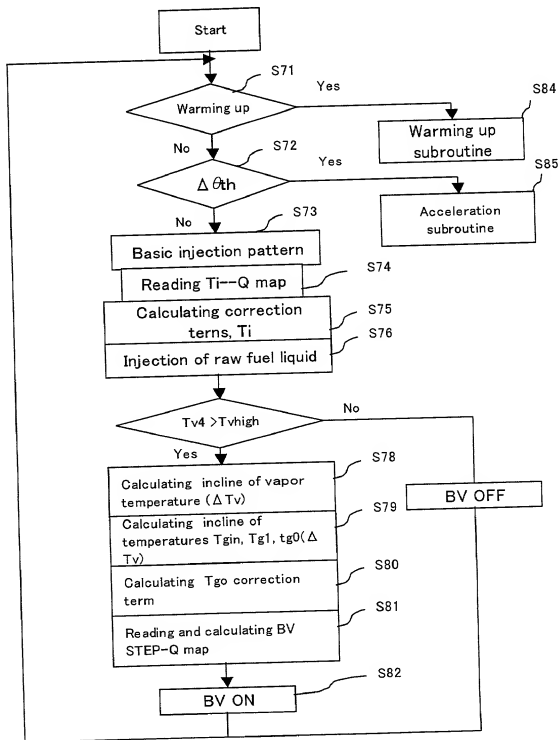 Start
S71
Yes
Warming up
S84
Warming up
subroutine
No
S72
Yes
Δθth
S85
Acceleration
subroutine
No
S73
Basic injection pattern
S74
Reading Ti--Q map
S75
Calculating correction
terns, Ti
S76
Injection of raw fuel liquid
Tv4 >Tvhigh
No
Yes
S78
Calculating incline of vapor
temperature (ΔTv)
BV OFF
S79
Calculating incline of
temperatures Tgin, Tg1, tg0(Δ
Tv)
S80
Calculating Tgo correction
term
S81
Reading and calculating BV
STEP-Q map
S82
BV ON